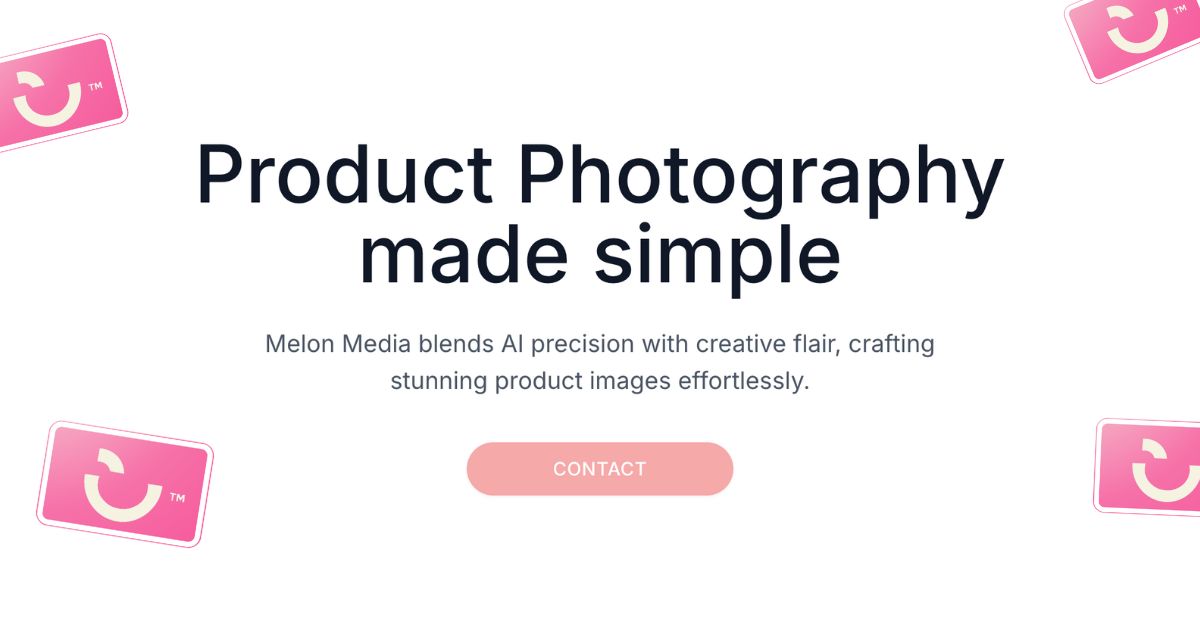 TM
TM
Product Photography
made simple
Melon Media blends AI precision with creative flair, crafting
stunning product images effortlessly.
CONTACT
TM